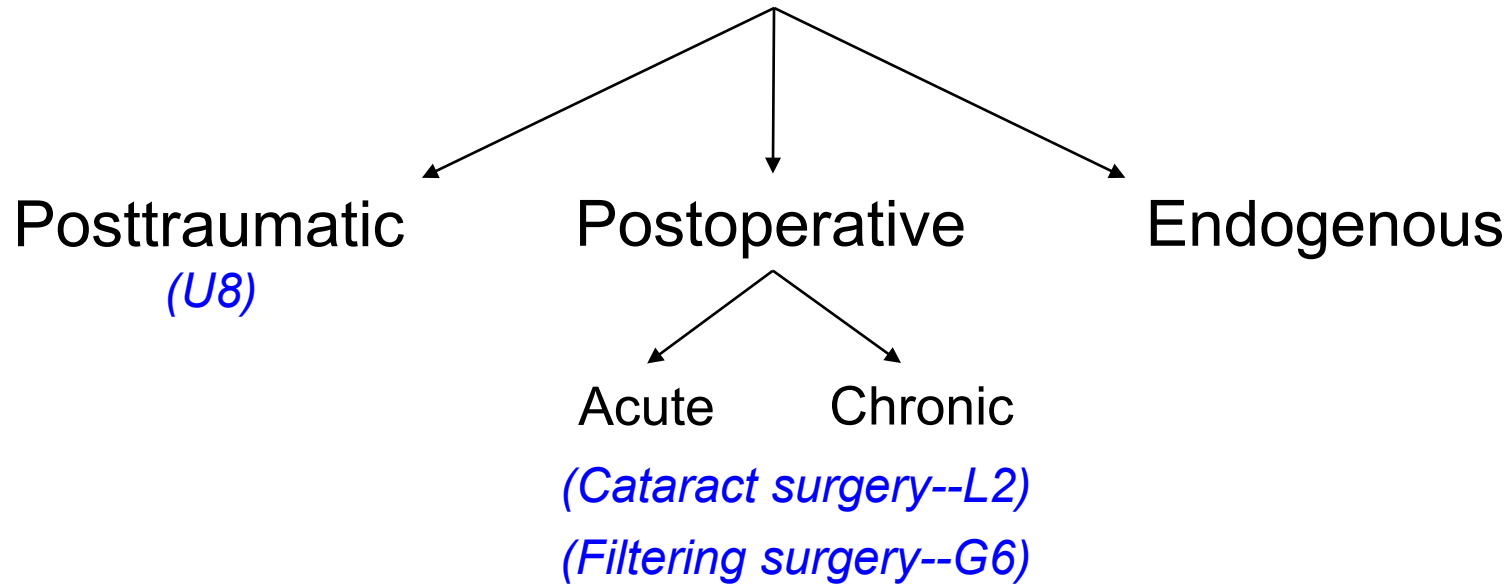 Posttraumatic Postoperative Endogenous
(U8)
Acute Chronic
(Cataract surgery--L2)
(Filtering surgery--G6)